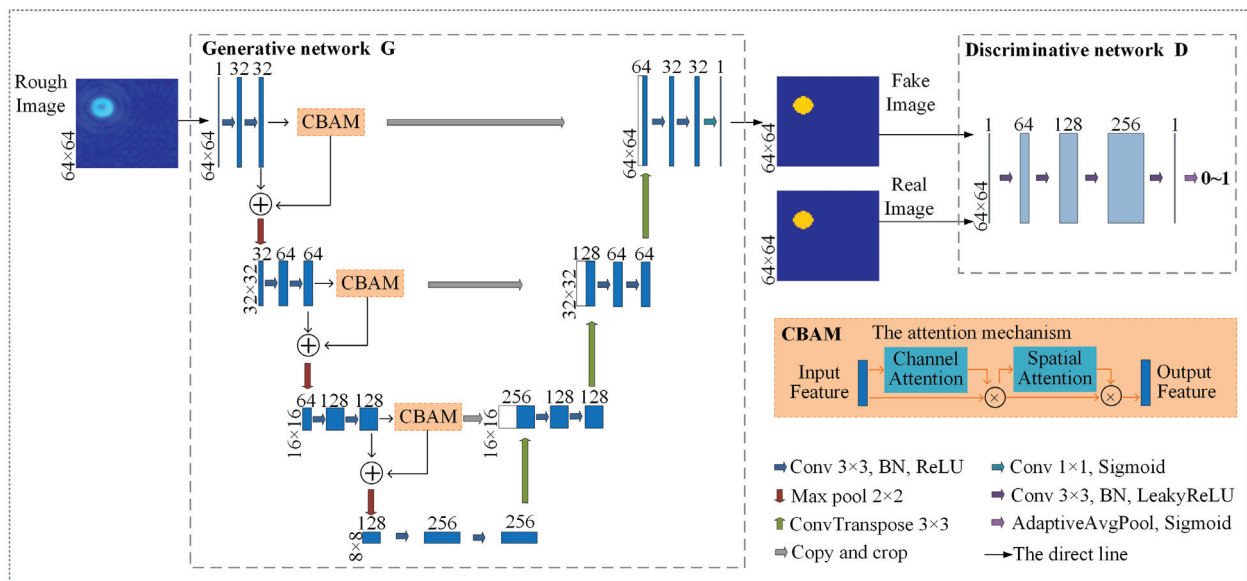 Generative network G
Discriminative network D
Rough
Image
64×64
1 32 32
64×64
CBAM
64 32 32 1
64×64
64×64
Fake
Image
64×64
Real
Image
1 64 128 256 1
64×64
0~1
32 64 64
32×32
CBAM
128 64 64
32×32
64 128 128
16×16
CBAM
256 128 128
16×16
128 256 256
8×8
CBAM The attention mechanism
Input
Feature
Channel
Attention
Spatial
Attention
Output
Feature
Conv 3×3, BN, ReLU
Max pool 2×2
ConvTranspose 3×3
Copy and crop
Conv 1×1, Sigmoid
Conv 3×3, BN, LeakyReLU
AdaptiveAvgPool, Sigmoid
The direct line